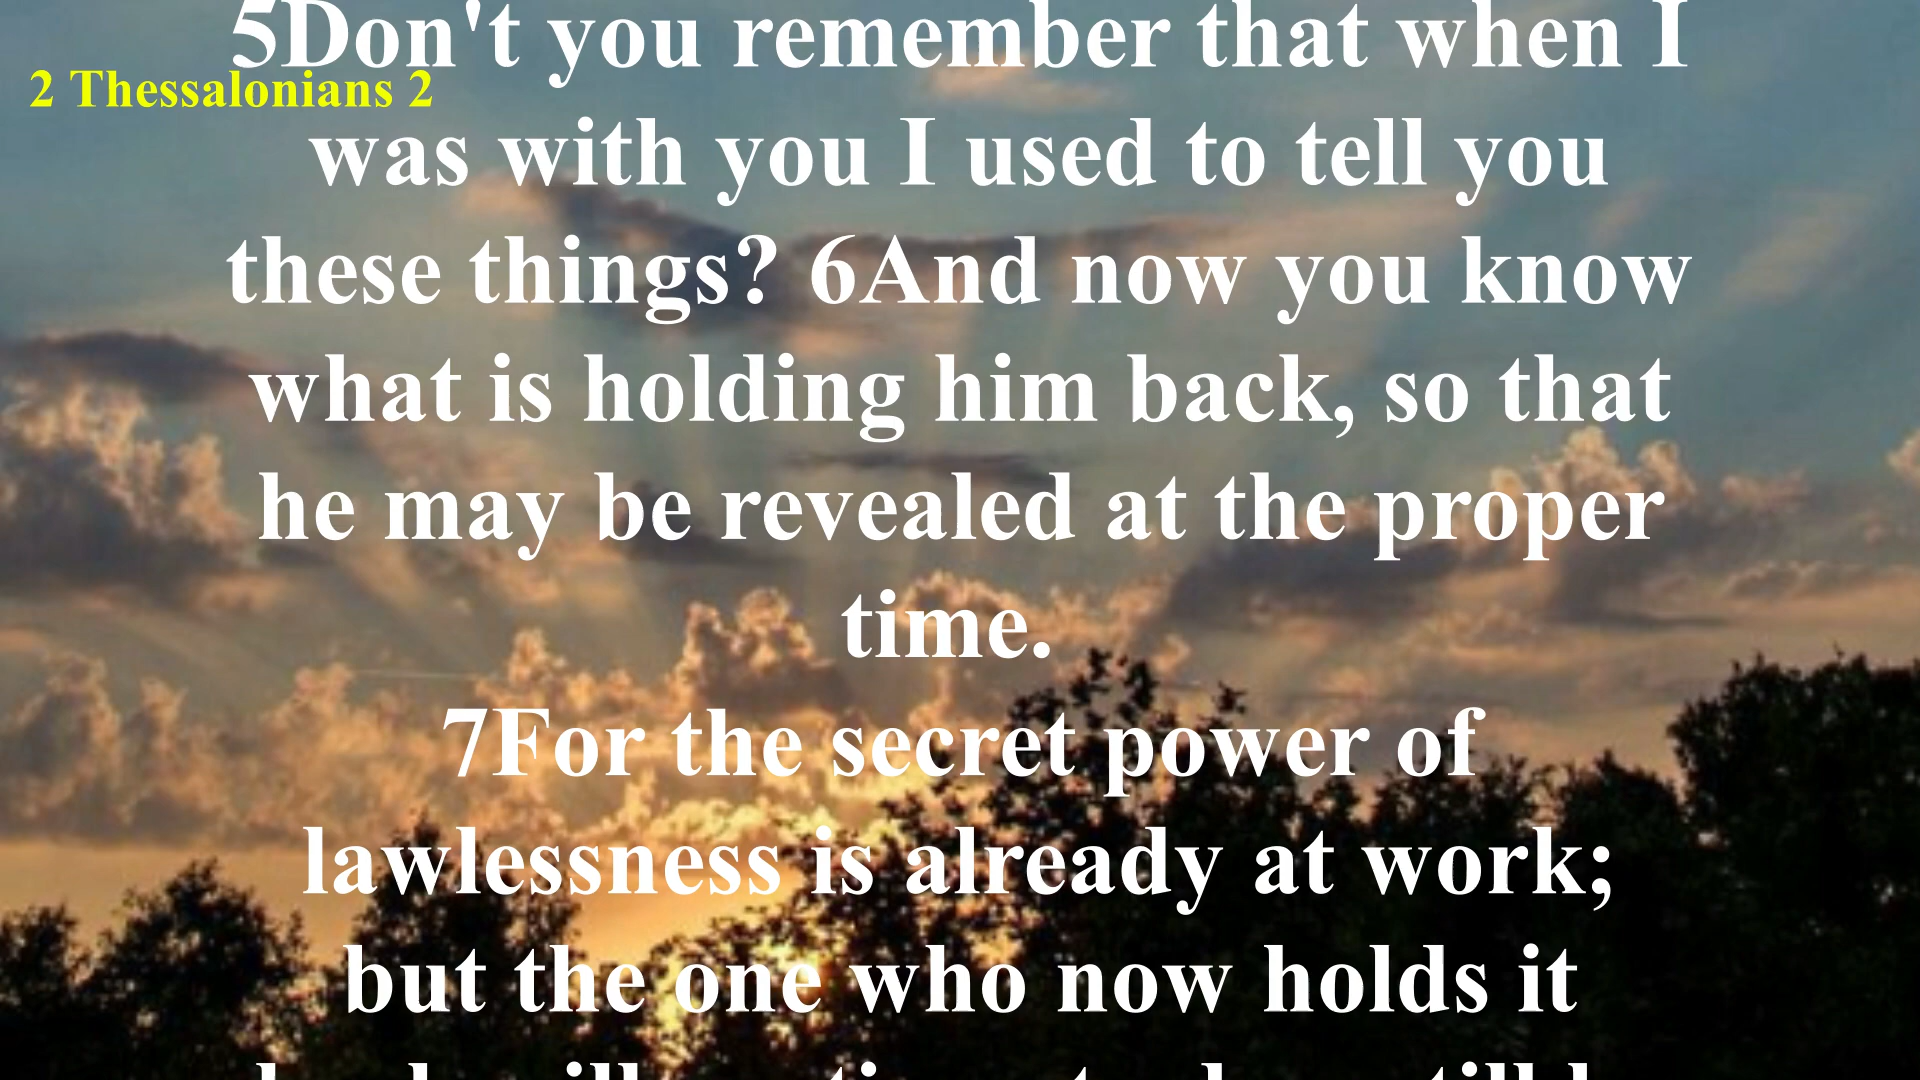 5Don't you remember that when I
2 Thessalonians 2
was with you I used to tell you
these things? 6And now you know
what is holding him back, so that
he may be revealed at the proper
time.
7For the secret power of
lawlessness is already at work;
but the one who now holds it